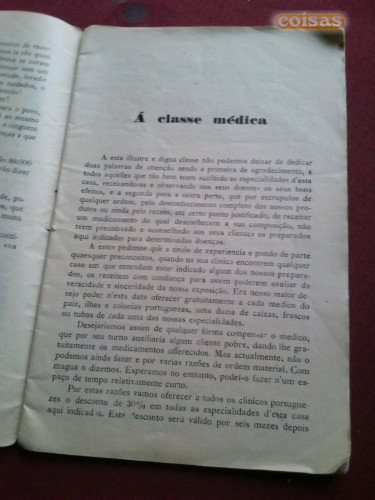 coisas
Á classe médica
A esta illustre e digna classe não podemos deixar de dedicar
duas palavras de attenção sendo a primeira de agradecimento, a
todos aquelles que tão bem teem acolhido as especialidades d'esta
casa, receitando-as e observando nos seus doentes os seus bons
effeitos, e a segunda para a outra parte, que por escrupulos de
qualquer ordem, pelo desconhecimento completo dos nossos pro-
dutos ou ainda pelo receio, até certo ponto justificado, de receitar
um medicamento do qual desconhecem a sua composição, não
teem preconisado e aconselhado aos seus clientes os preparados
aqui indicados para determinadas doenças.
A estes pedimos que a titulo de experiencia e pondo de parte
quaesquer preconceitos, quando na sua clinica encontrem qualquer
caso em que entendam estar indicado algum dos nossos prepara-
dos, os receitem com confiança para assim poderem avaliar da
veracidade e sinceridade da nossa exposição. Era nosso maior de-
sejo poder n'esta data offerecer gratuitamente a cada medico do
paiz, ilhas e colonias portuguezas, uma duzia de caixas, frascos
ou tubos de cada uma das nossas especialidades.
Desejariamos assim de qualquer forma compensar o medico,
que por seu turno auxiliaria algum cliente pobre, dando lhe gra-
tuitamente os medicamentos offerecidos. Mas actualmente, não o
podemos ainda fazer e por varias razões de ordem material. Com
magua o dizemos. Esperamos no emtanto, podel-o fazer n'um es-
paço de tempo relativamente curto.
Por estas razões vamos oferecer a todos os clinicos portugue-
zes o desconto de 30% em todas as especialidades d'esta casa
aqui indicadas. Este desconto será válido por seis mezes depois